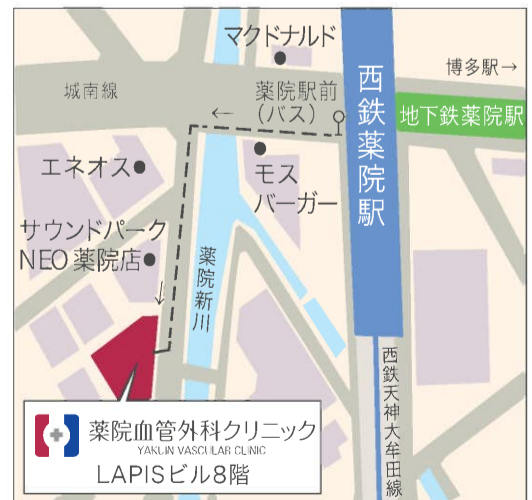 マクドナルド
博多駅→
城南線
薬院駅前
（バス）
←
西鉄薬院駅
地下鉄薬院駅
エネオス
モス
バーガー
サウンドパーク
NEO 薬院店
薬院新川
↓
西鉄天神大牟田線
薬院血管外科クリニック
YAKUIN VASCULAR CLINIC
LAPISビル8階